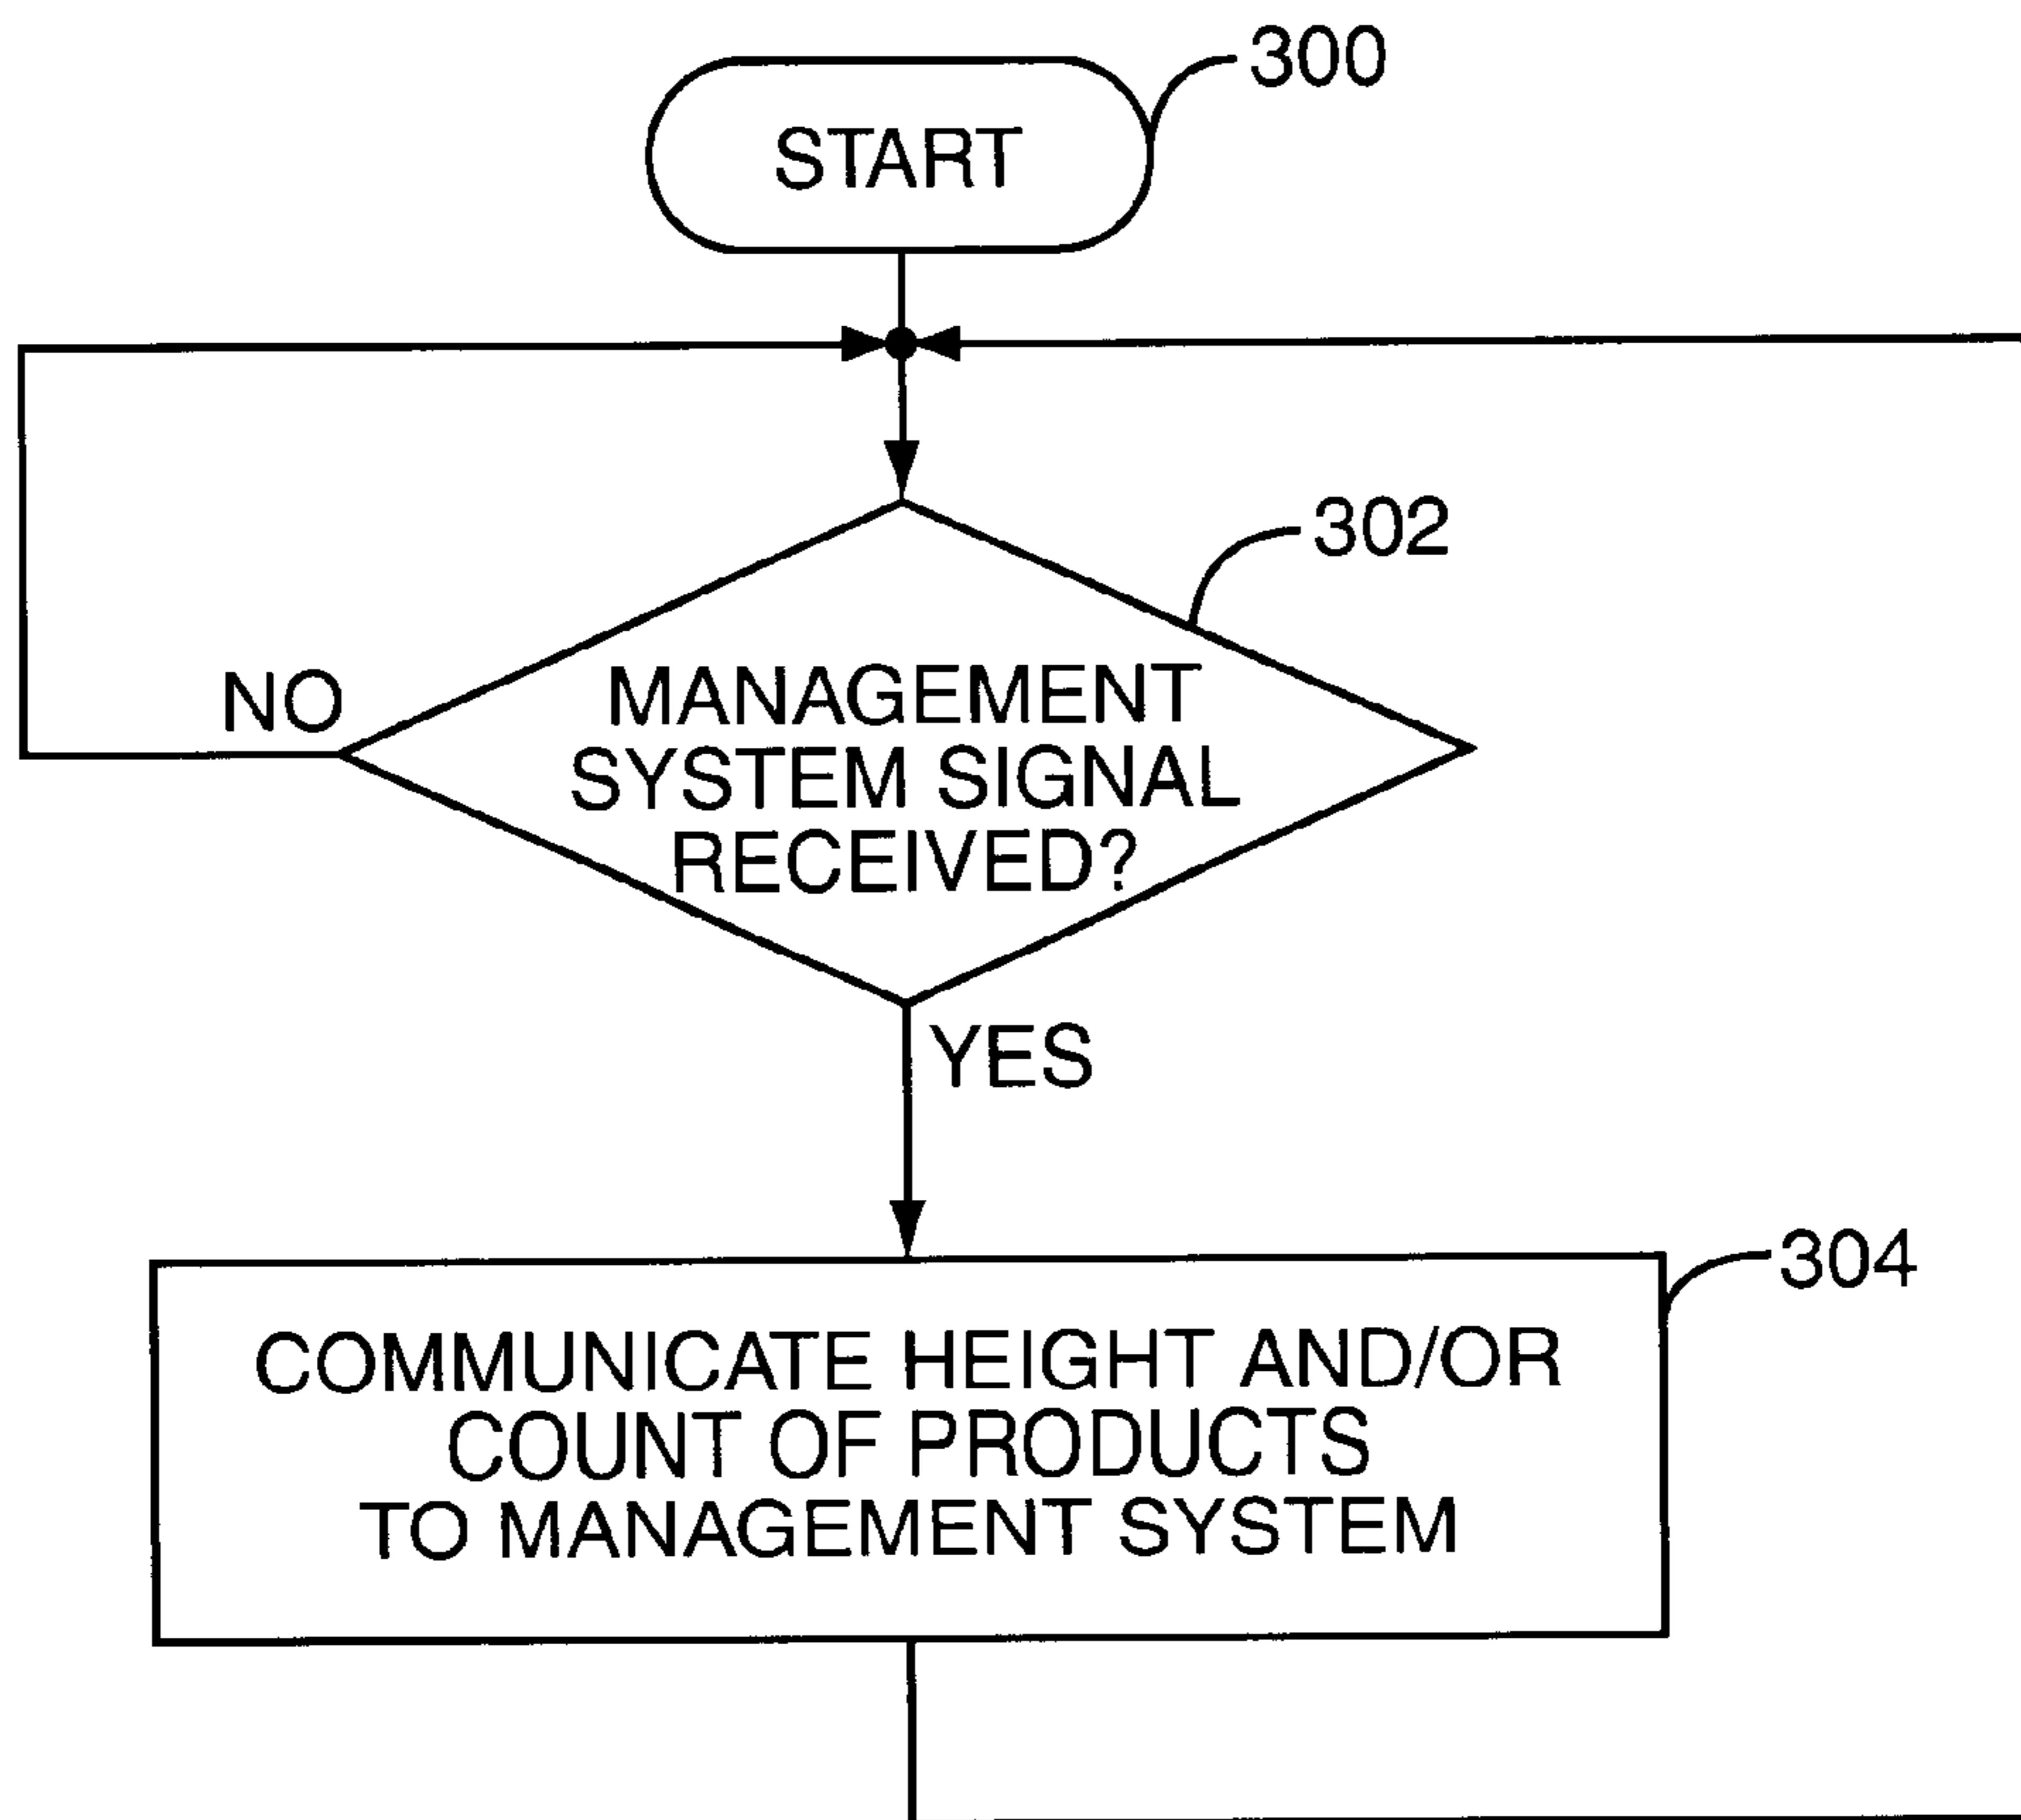 300
START
302
MANAGEMENT
SYSTEM SIGNAL
RECEIVED?
NO
YES
304
COMMUNICATE HEIGHT AND/OR
COUNT OF PRODUCTS
TO MANAGEMENT SYSTEM